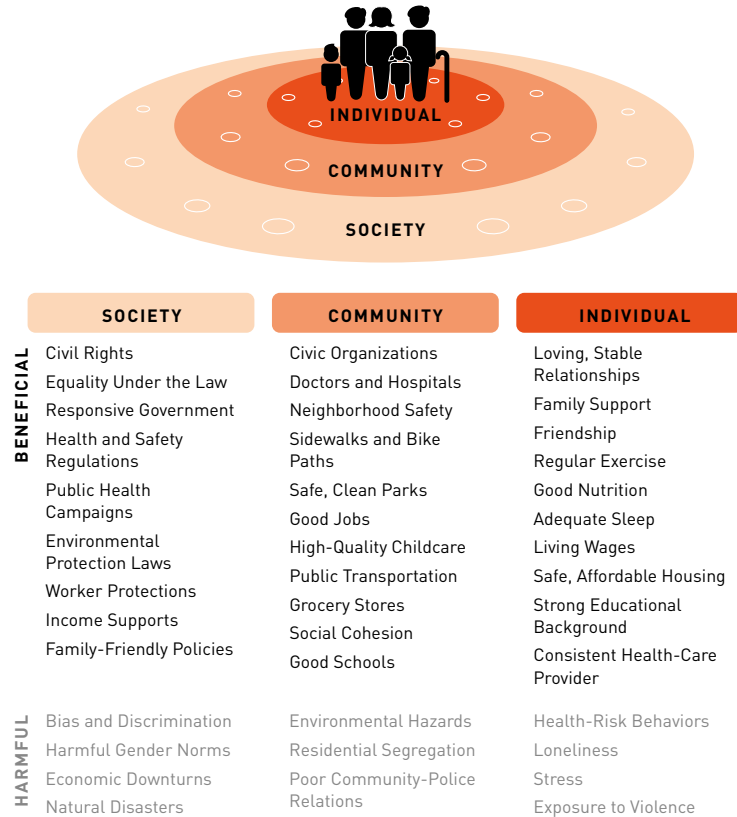 INDIVIDUAL
COMMUNITY
SOCIETY
SOCIETY
BENEFICIAL
Civil Rights
Equality Under the Law
Responsive Government
Health and Safety
Regulations
Public Health
Campaigns
Environmental
Protection Laws
Worker Protections
Income Supports
Family-Friendly Policies
COMMUNITY
Civic Organizations
Doctors and Hospitals
Neighborhood Safety
Sidewalks and Bike
Paths
Safe, Clean Parks
Good Jobs
High-Quality Childcare
Public Transportation
Grocery Stores
Social Cohesion
Good Schools
INDIVIDUAL
Loving, Stable
Relationships
Family Support
Friendship
Regular Exercise
Good Nutrition
Adequate Sleep
Living Wages
Safe, Affordable Housing
Strong Educational
Background
Consistent Health-Care
Provider
HARMFUL
Bias and Discrimination
Harmful Gender Norms
Economic Downturns
Natural Disasters
Environmental Hazards
Residential Segregation
Poor Community-Police
Relations
Health-Risk Behaviors
Loneliness
Stress
Exposure to Violence